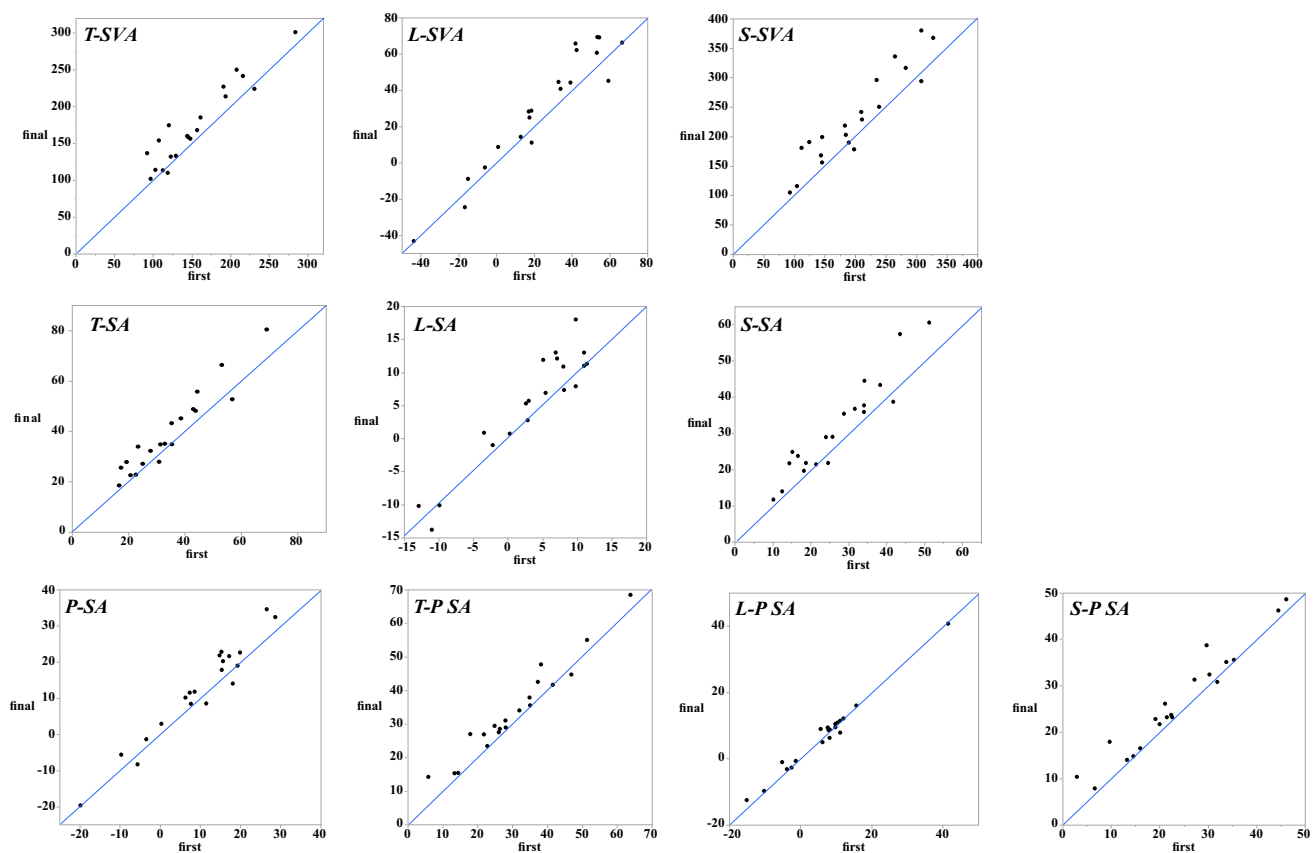 T-SVA
300
250
200
150
100
50
0
final
0 50 100 150 200 250 300
first
L-SVA
80
60
40
20
0
-20
-40
final
-40 -20 0 20 40 60 80
first
S-SVA
400
350
300
250
200
150
100
50
0
final
0 50 100 150 200 250 300 350 400
first
T-SA
80
60
40
20
0
final
0 20 40 60 80
first
L-SA
20
15
10
5
0
-5
-10
-15
final
-15 -10 -5 0 5 10 15 20
first
S-SA
60
50
40
30
20
10
0
final
0 10 20 30 40 50 60
first
P-SA
40
30
20
10
0
-10
-20
final
-20 -10 0 10 20 30 40
first
T-P SA
70
60
50
40
30
20
10
0
final
0 10 20 30 40 50 60 70
first
L-P SA
40
20
0
-20
final
-20 0 20 40
first
S-P SA
50
40
30
20
10
0
final
0 10 20 30 40 50
first